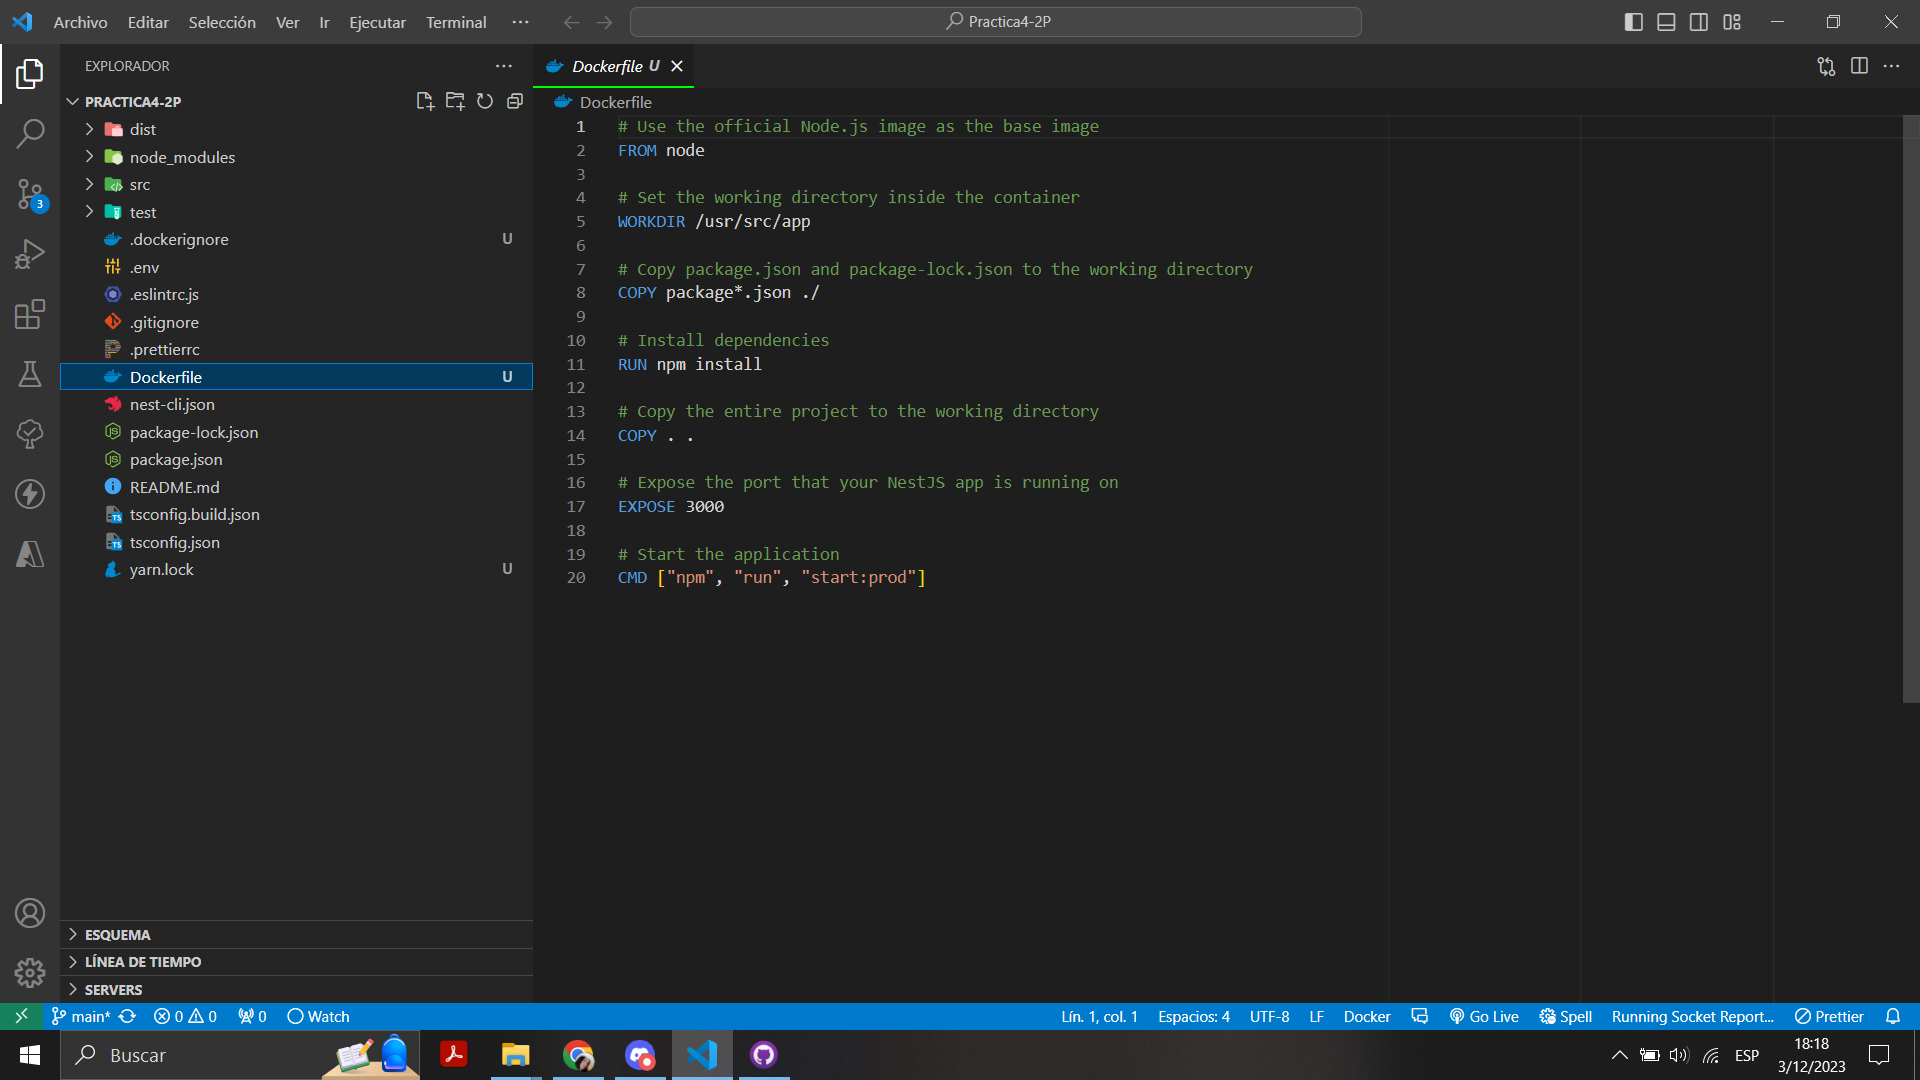 Archivo Editar Selección Ver Ir Ejecutar Terminal ··· Practica4-2P
EXPLORADOR
PRACTICA4-2P
dist
node_modules
src
test
.dockerignore U
.env
.eslintrc.js
.gitignore
.prettierrc
Dockerfile U
nest-cli.json
package-lock.json
package.json
README.md
tsconfig.build.json
tsconfig.json
yarn.lock U
ESQUEMA
LÍNEA DE TIEMPO
SERVERS
Dockerfile U
Dockerfile
1 # Use the official Node.js image as the base image
2 FROM node
3
4 # Set the working directory inside the container
5 WORKDIR /usr/src/app
6
7 # Copy package.json and package-lock.json to the working directory
8 COPY package*.json ./
9
10 # Install dependencies
11 RUN npm install
12
13 # Copy the entire project to the working directory
14 COPY . .
15
16 # Expose the port that your NestJS app is running on
17 EXPOSE 3000
18
19 # Start the application
20 CMD ["npm", "run", "start:prod"]
3
main* 0 0 0 Watch Lín. 1, col. 1 Espacios: 4 UTF-8 LF Docker Go Live Spell Running Socket Report... Prettier
Buscar ESP 18:18
3/12/2023